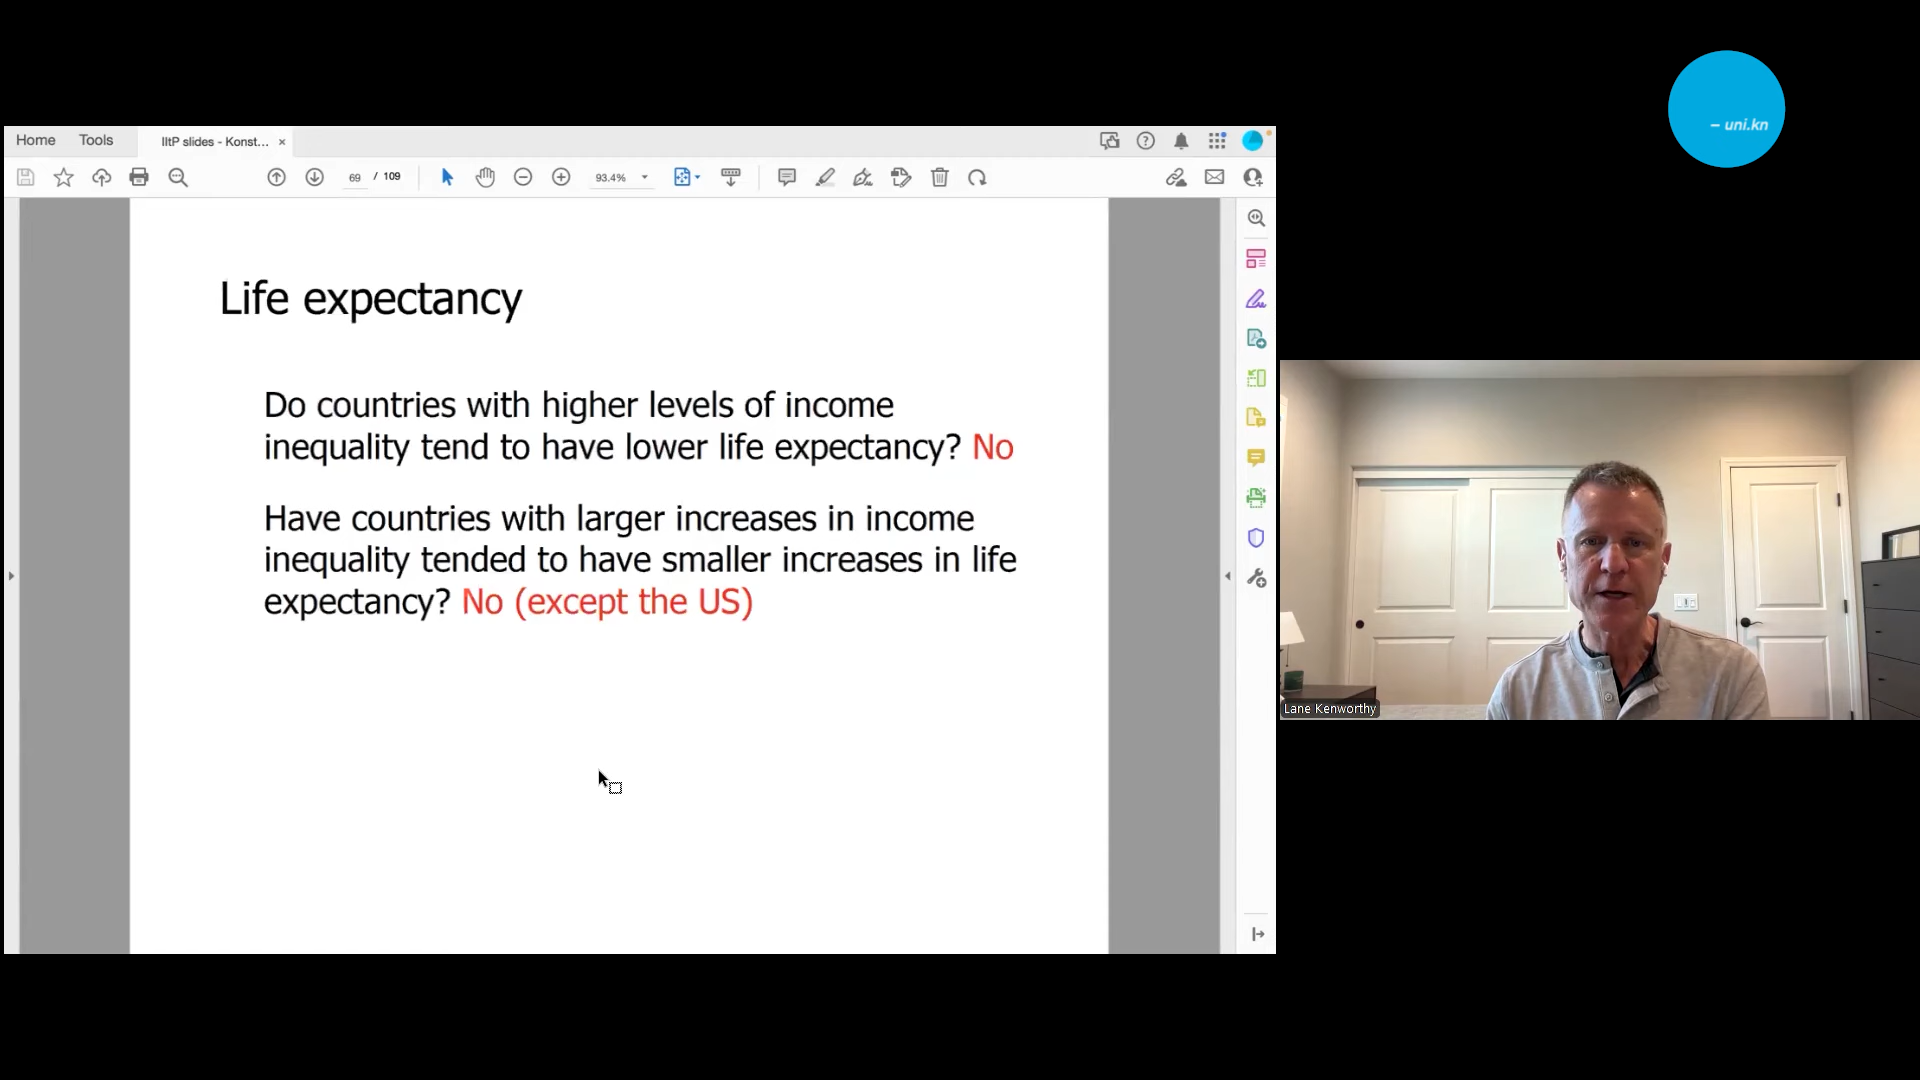 – uni.kn
Home Tools IItP slides - Konst... ×
69 / 109 93.4%
Life expectancy
Do countries with higher levels of income
inequality tend to have lower life expectancy? No
Have countries with larger increases in income
inequality tended to have smaller increases in life
expectancy? No (except the US)
Lane Kenworthy